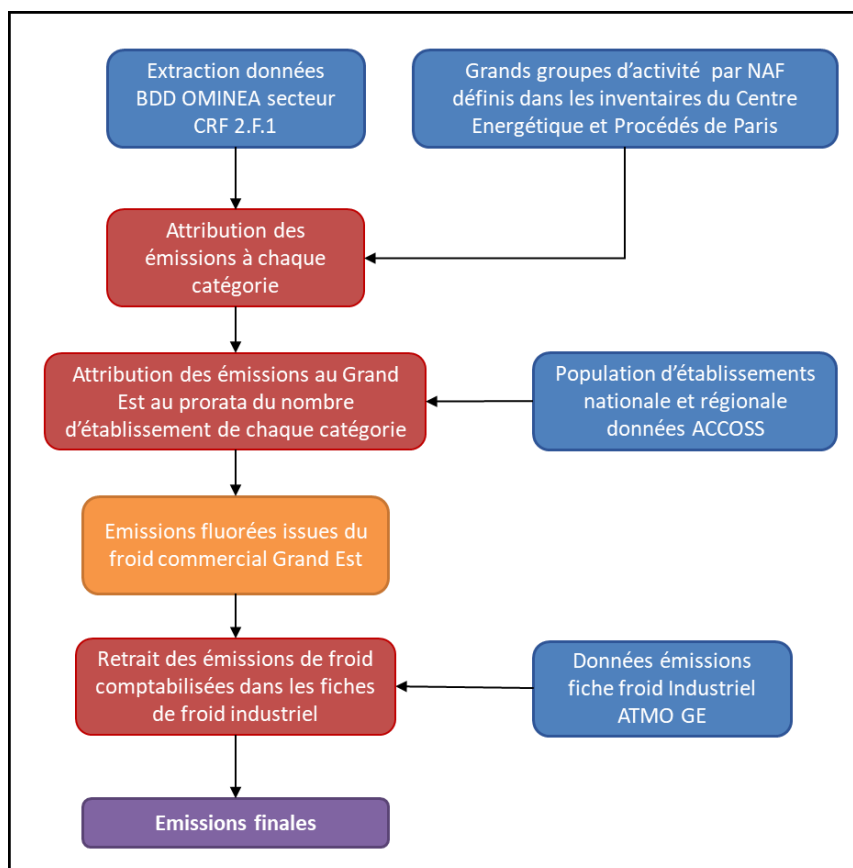 Extraction données
BDD OMINEA secteur
CRF 2.F.1
Grands groupes d'activité par NAF
définis dans les inventaires du Centre
Energétique et Procédés de Paris
Attribution des
émissions à chaque
catégorie
Attribution des émissions au Grand
Est au prorata du nombre
d'établissement de chaque catégorie
Population d'établissements
nationale et régionale
données ACCOSS
Emissions fluorées issues du
froid commercial Grand Est
Retrait des émissions de froid
comptabilisées dans les fiches
de froid industriel
Données émissions
fiche froid Industriel
ATMO GE
Emissions finales